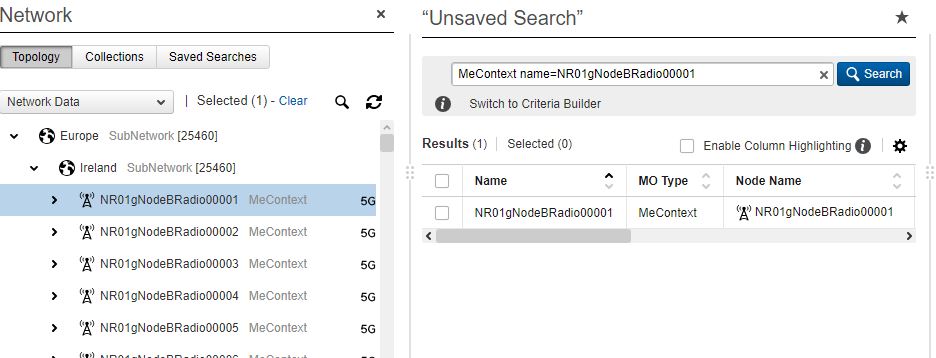 Network
Topology Collections Saved Searches
Network Data | Selected (1) - Clear
Europe SubNetwork [25460]
Ireland SubNetwork [25460]
NR01gNodeBRadio00001 MeContext 5G
NR01gNodeBRadio00002 MeContext 5G
NR01gNodeBRadio00003 MeContext 5G
NR01gNodeBRadio00004 MeContext 5G
NR01gNodeBRadio00005 MeContext 5G
“Unsaved Search”
MeContext name=NR01gNodeBRadio00001 Search
Switch to Criteria Builder
Results (1) | Selected (0) Enable Column Highlighting
Name MO Type Node Name
NR01gNodeBRadio00001 MeContext NR01gNodeBRadio00001